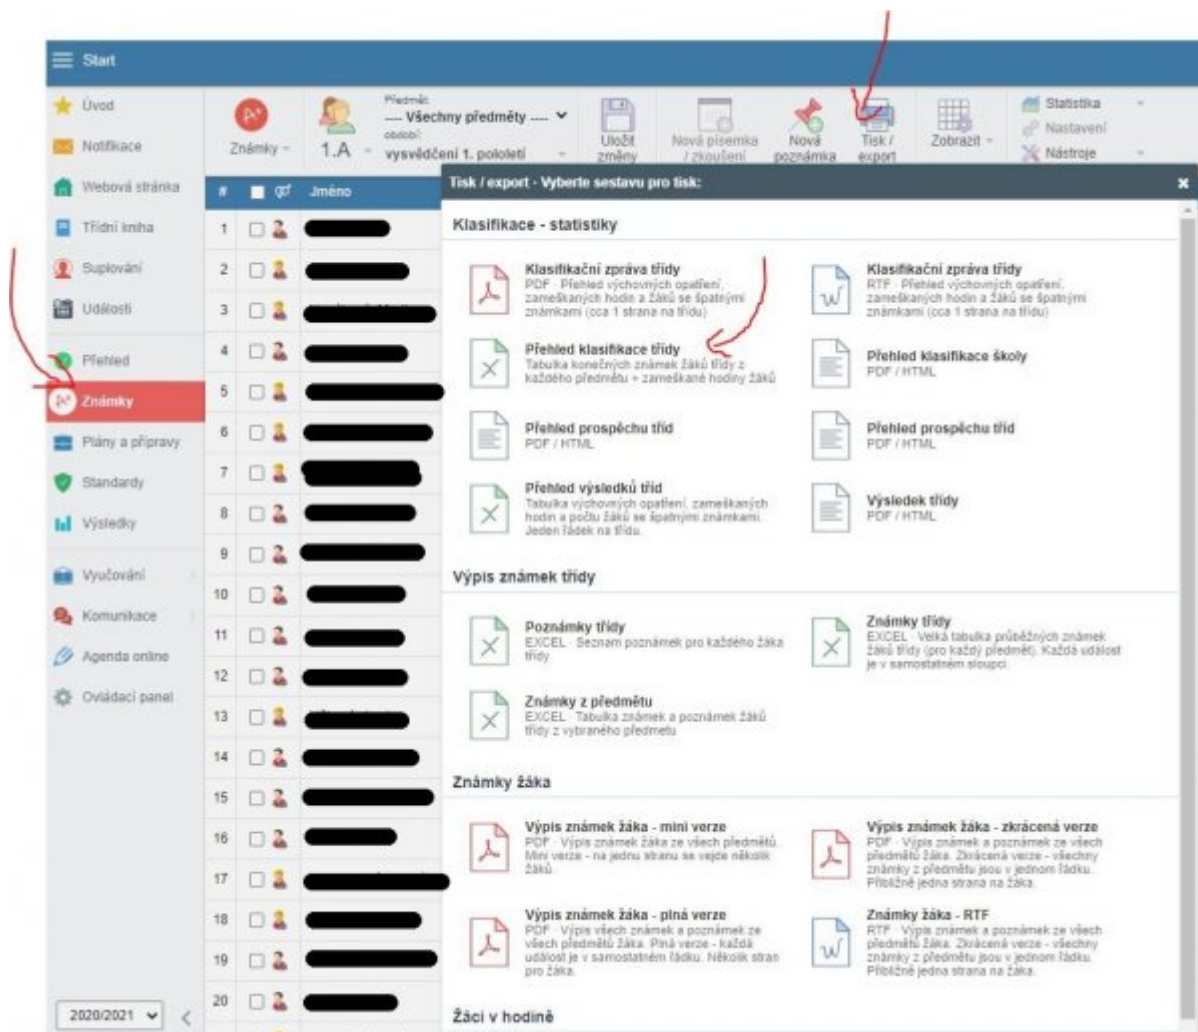 Start
Úvod
Notifikace
Webová stránka
Třídní kniha
Suplování
Události
Přehled
Známky
Plány a přípravy
Standardy
Výsledky
Vyučování
Komunikace
Agenda online
Ovládací panel
2020/2021
Známky
1.A
Předmět:
---- Všechny předměty ----
období:
vysvědčení 1. pololetí
Uložit
změny
Nová písemka
/ zkoušení
Nová
poznámka
Tisk /
export
Zobrazit
Statistika
Nastavení
Nástroje
# Jméno
1
2
3
4
5
6
7
8
9
10
11
12
13
14
15
16
17
18
19
20
Tisk / export - Vyberte sestavu pro tisk:
Klasifikace - statistiky
Klasifikační zpráva třídy
PDF · Přehled výchovných opatření,
zameškaných hodin a žáků se špatnými
známkami (cca 1 strana na třídu)
Klasifikační zpráva třídy
RTF · Přehled výchovných opatření,
zameškaných hodin a žáků se špatnými
známkami (cca 1 strana na třídu)
Přehled klasifikace třídy
Tabulka konečných známek žáků třídy z
každého předmětu + zameškané hodiny žáků
Přehled klasifikace školy
PDF / HTML
Přehled prospěchu tříd
PDF / HTML
Přehled prospěchu tříd
PDF / HTML
Přehled výsledků tříd
Tabulka výchovných opatření, zameškaných
hodin a počtu žáků se špatnými známkami.
Jeden řádek na třídu.
Výsledek třídy
PDF / HTML
Výpis známek třídy
Poznámky třídy
EXCEL · Seznam poznámek pro každého žáka
třídy
Známky třídy
EXCEL · Velká tabulka průběžných známek
žáků třídy (pro každý předmět). Každá událost
je v samostatném sloupci.
Známky z předmětu
EXCEL · Tabulka známek a poznámek žáků
třídy z vybraného předmetu
Známky žáka
Výpis známek žáka - mini verze
PDF · Výpis známek žáka ze všech předmětů.
Mini verze - na jednu stranu se vejde několik
žáků.
Výpis známek žáka - zkrácená verze
PDF · Výpis známek a poznámek ze všech
předmětů žáka. Zkrácená verze - všechny
známky z předmětu jsou v jednom řádku.
Přibližně jedna strana na žáka.
Výpis známek žáka - plná verze
PDF · Výpis všech známek a poznámek ze
všech předmětů žáka. Plná verze - každá
událost je v samostatném řádku. Několik stran
pro žáka.
Známky žáka - RTF
RTF · Výpis známek a poznámek ze všech
předmětů žáka. Zkrácená verze - všechny
známky z předmětu jsou v jednom řádku.
Přibližně jedna strana na žáka.
Žáci v hodině